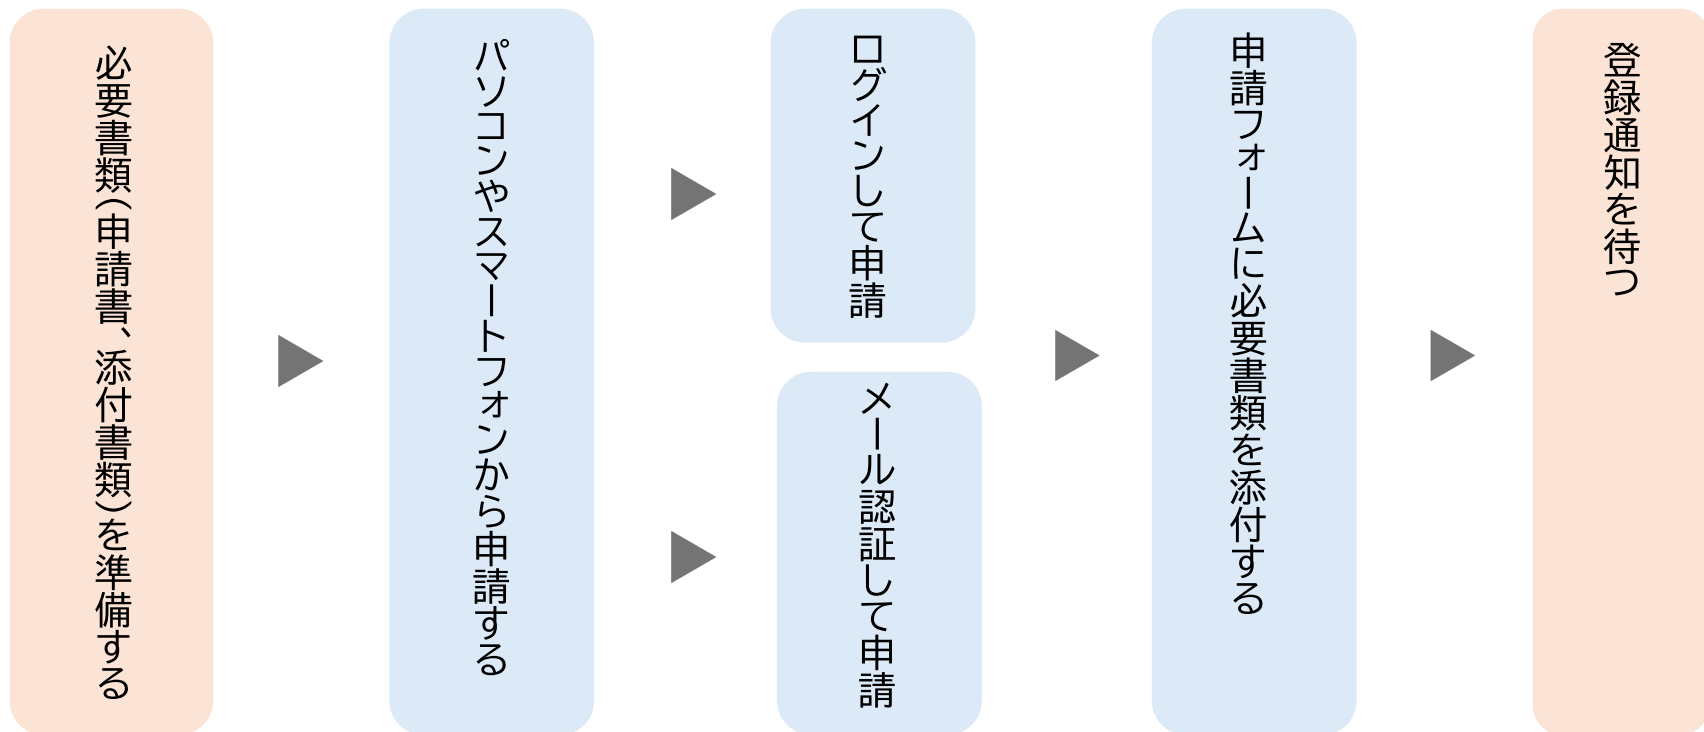 必要書類（申請書、添付書類）を準備する
パソコンやスマートフォンから申請する
ログインして申請
メール認証して申請
申請フォームに必要書類を添付する
登録通知を待つ